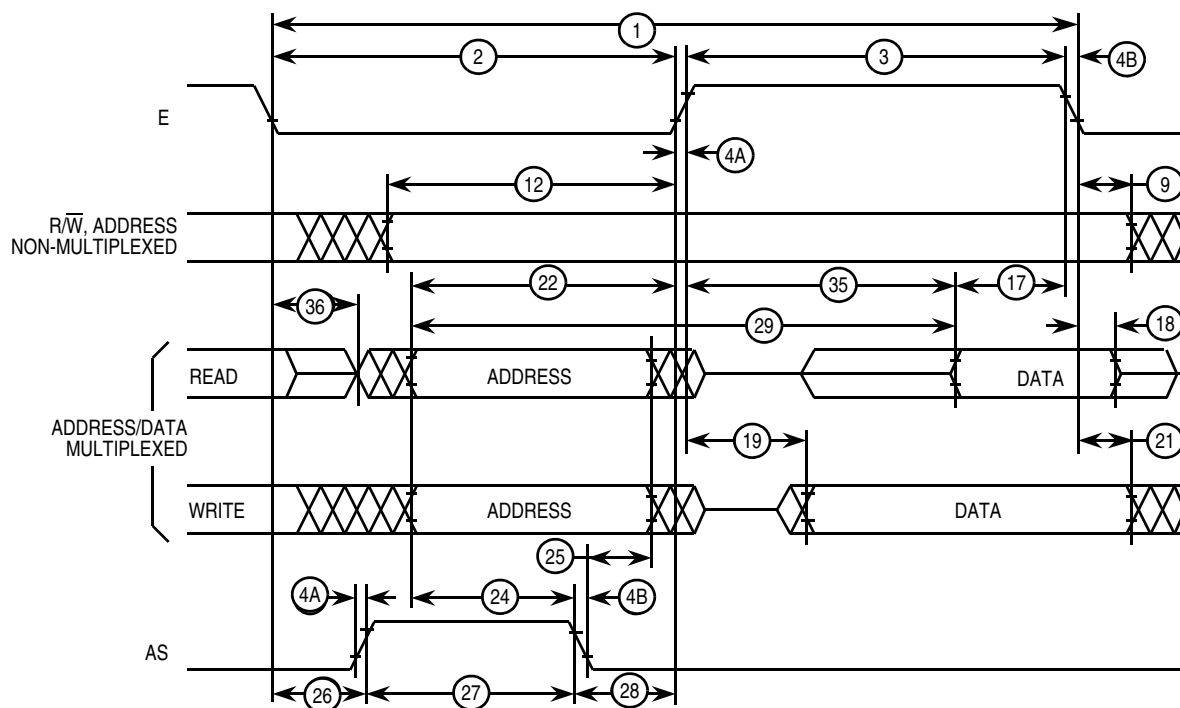 1
2
3
4B
E
4A
12
9
R/W̅, ADDRESS
NON-MULTIPLEXED
22
35
17
36
29
18
READ
ADDRESS
DATA
ADDRESS/DATA
MULTIPLEXED
19
21
WRITE
ADDRESS
DATA
25
4A
24
4B
AS
26
27
28